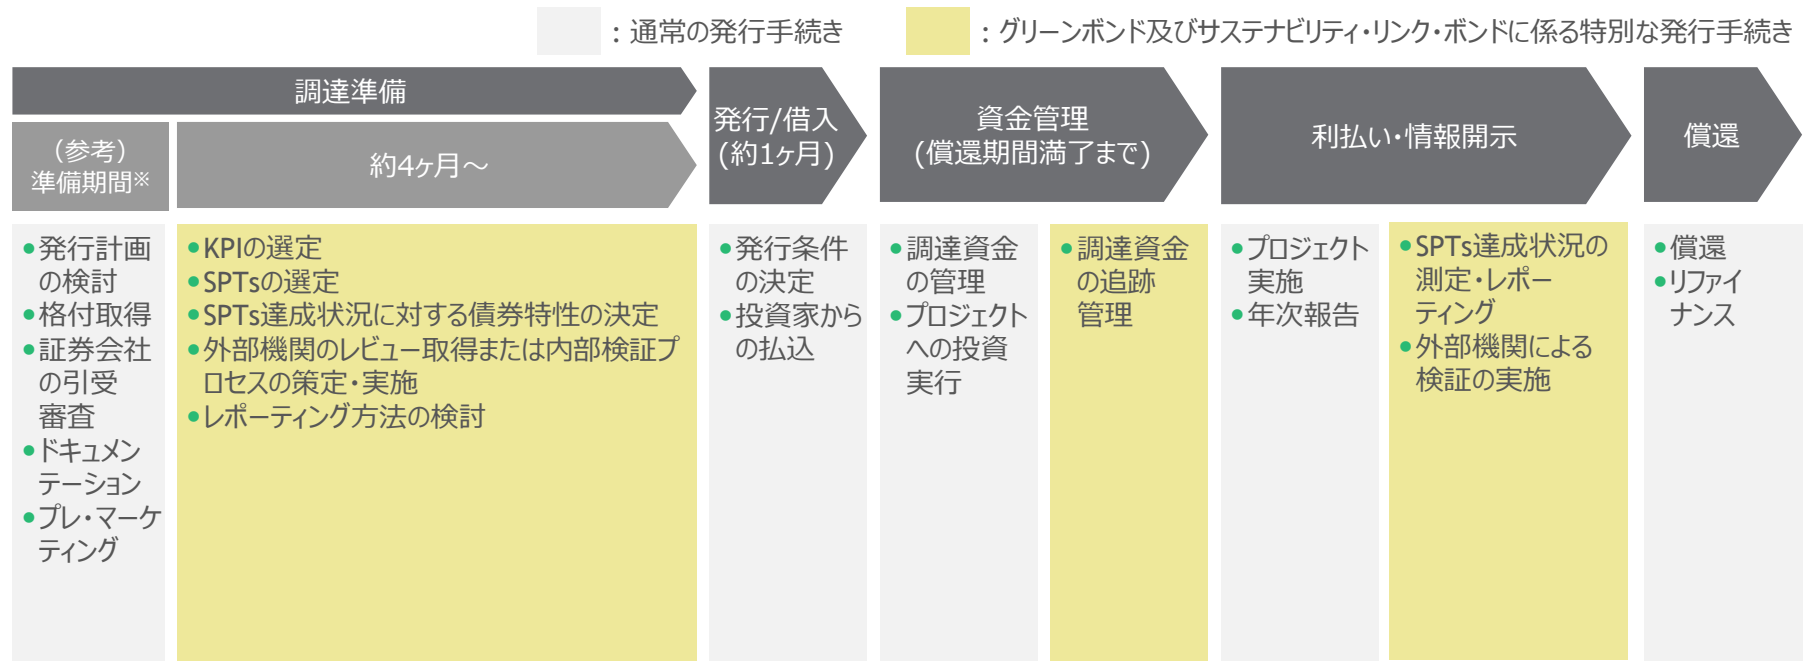 ：通常の発行手続き
：グリーンボンド及びサステナビリティ・リンク・ボンドに係る特別な発行手続き
調達準備
（参考）
準備期間※
約4ヶ月～
発行/借入
(約1ヶ月)
資金管理
(償還期間満了まで)
利払い・情報開示
償還
●発行計画
の検討
●格付取得
●証券会社
の引受
審査
●ドキュメン
テーション
●プレ・マーケ
ティング
●KPIの選定
●SPTsの選定
●SPTs達成状況に対する債券特性の決定
●外部機関のレビュー取得または内部検証プ
ロセスの策定・実施
●レポーティング方法の検討
●発行条件
の決定
●投資家から
の払込
●調達資金
の管理
●プロジェクト
への投資
実行
●調達資金
の追跡
管理
●プロジェクト
実施
●年次報告
●SPTs達成状況の
測定・レポー
ティング
●外部機関による
検証の実施
●償還
●リファイ
ナンス